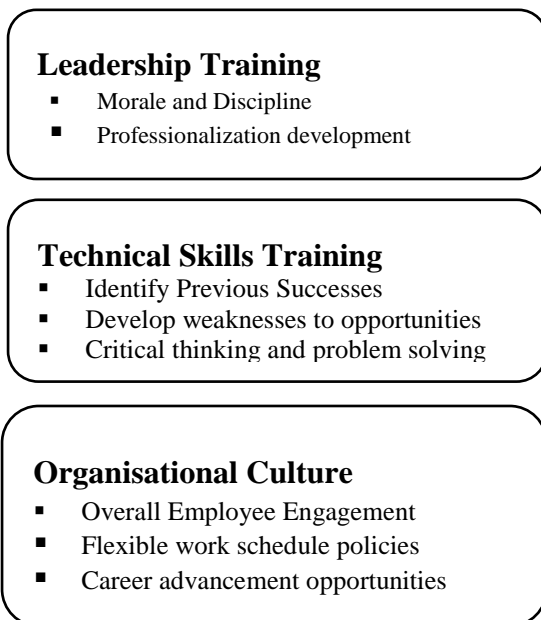 Leadership Training
▪ Morale and Discipline
▪ Professionalization development
Technical Skills Training
▪ Identify Previous Successes
▪ Develop weaknesses to opportunities
▪ Critical thinking and problem solving
Organisational Culture
▪ Overall Employee Engagement
▪ Flexible work schedule policies
▪ Career advancement opportunities